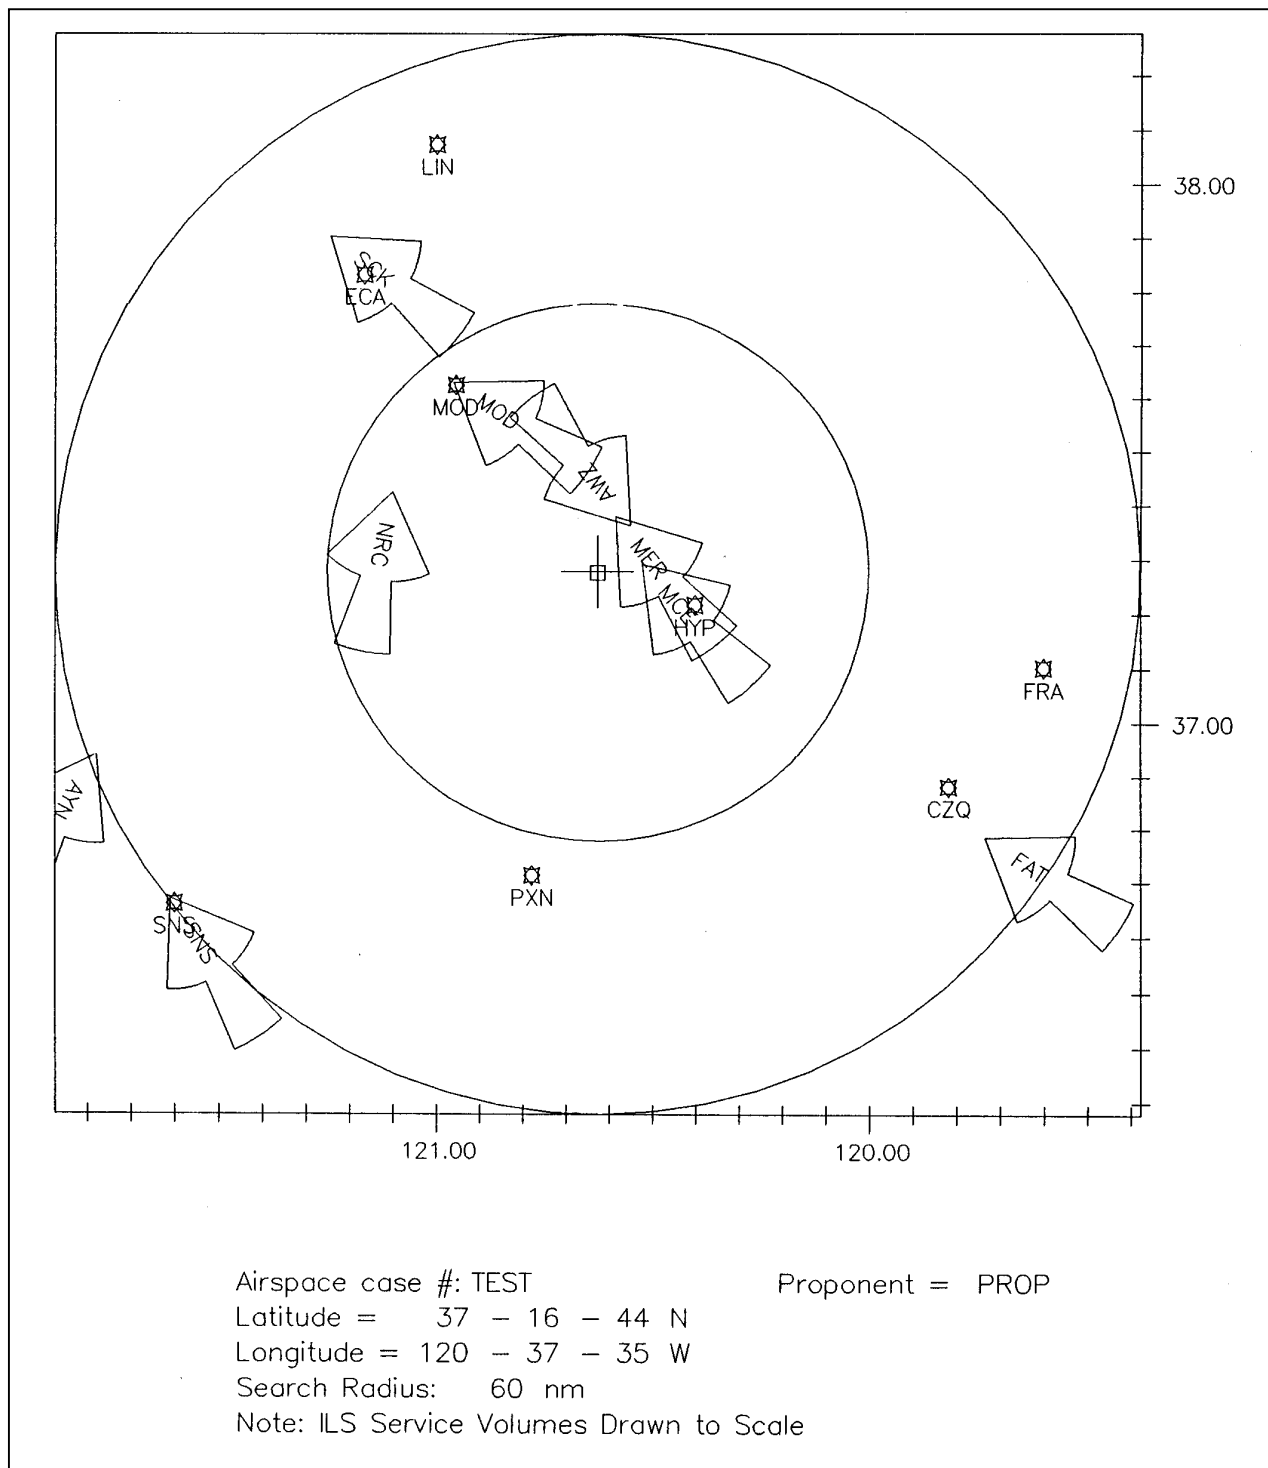 LIN
38.00
SCK
ECA
MOD
MOD
AWZ
NRC
MER
HYP
FRA
37.00
AYN
CZQ
FAT
PXN
SNS
SNS
121.00
120.00
Airspace case #: TEST Proponent = PROP
Latitude = 37 - 16 - 44 N
Longitude = 120 - 37 - 35 W
Search Radius: 60 nm
Note: ILS Service Volumes Drawn to Scale